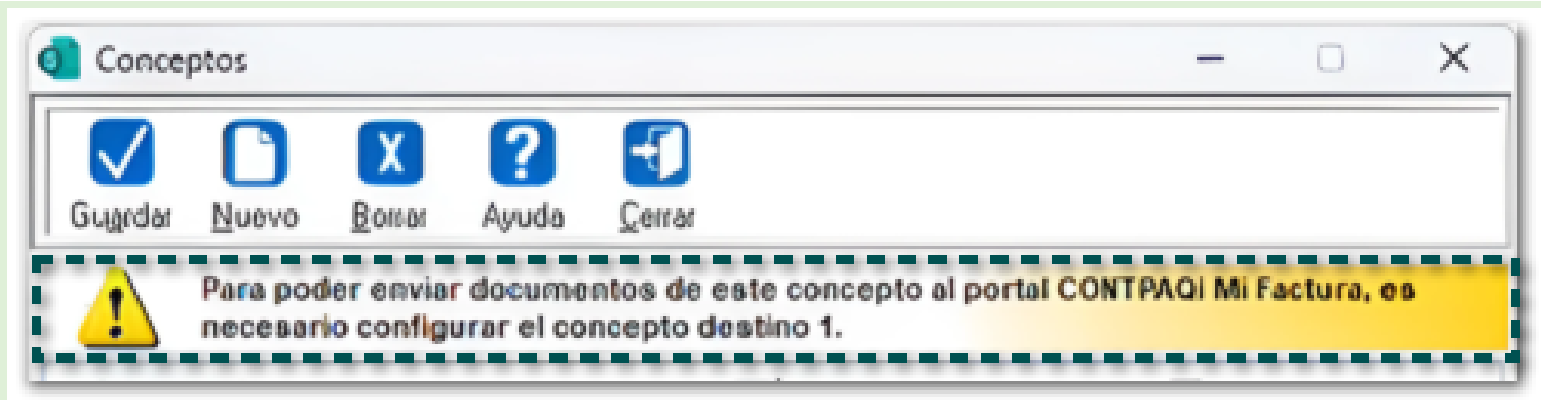 Conceptos
Guardar Nuevo Borrar Ayuda Cerrar
Para poder enviar documentos de este concepto al portal CONTPAQi Mi Factura, es
necesario configurar el concepto destino 1.